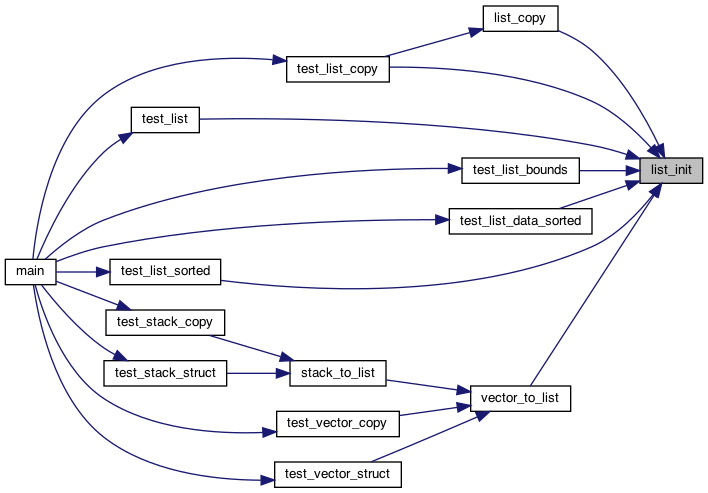 list_copy
test_list_copy
test_list
list_init
test_list_bounds
test_list_data_sorted
main
test_list_sorted
test_stack_copy
test_stack_struct
stack_to_list
vector_to_list
test_vector_copy
test_vector_struct